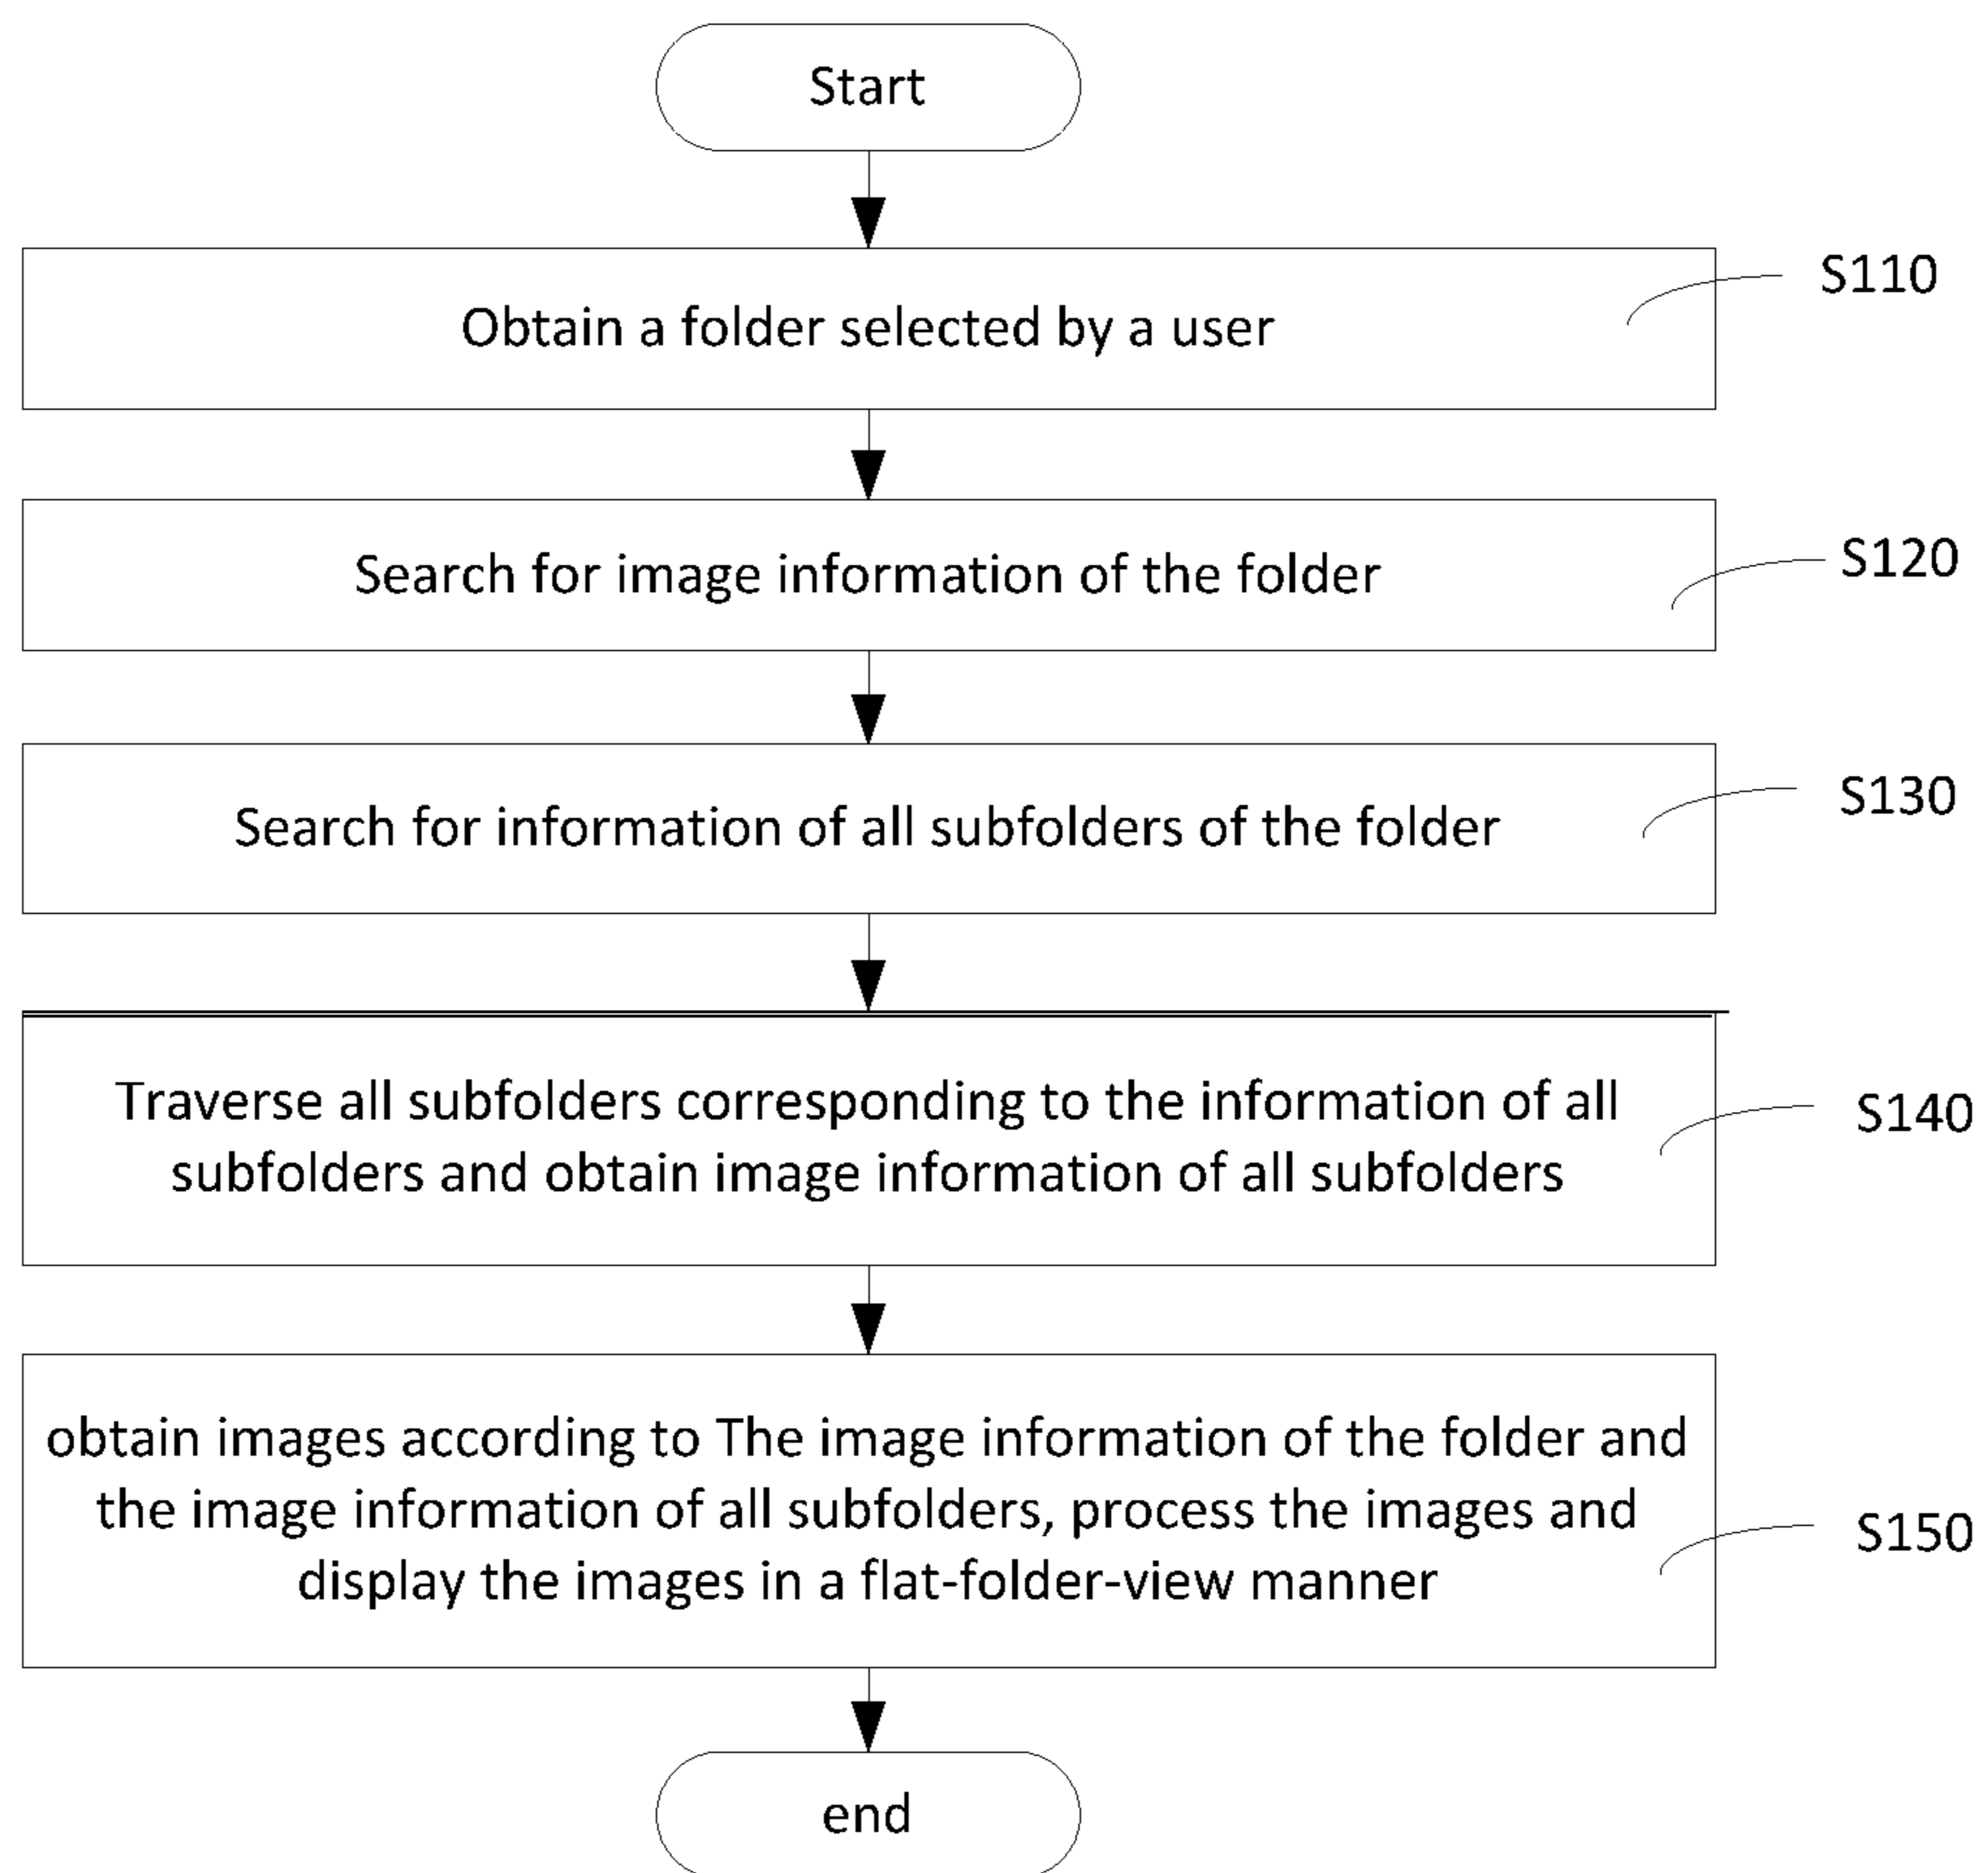 Start
Obtain a folder selected by a user
S110
Search for image information of the folder
S120
Search for information of all subfolders of the folder
S130
Traverse all subfolders corresponding to the information of all
subfolders and obtain image information of all subfolders
S140
obtain images according to The image information of the folder and
the image information of all subfolders, process the images and
display the images in a flat-folder-view manner
S150
end